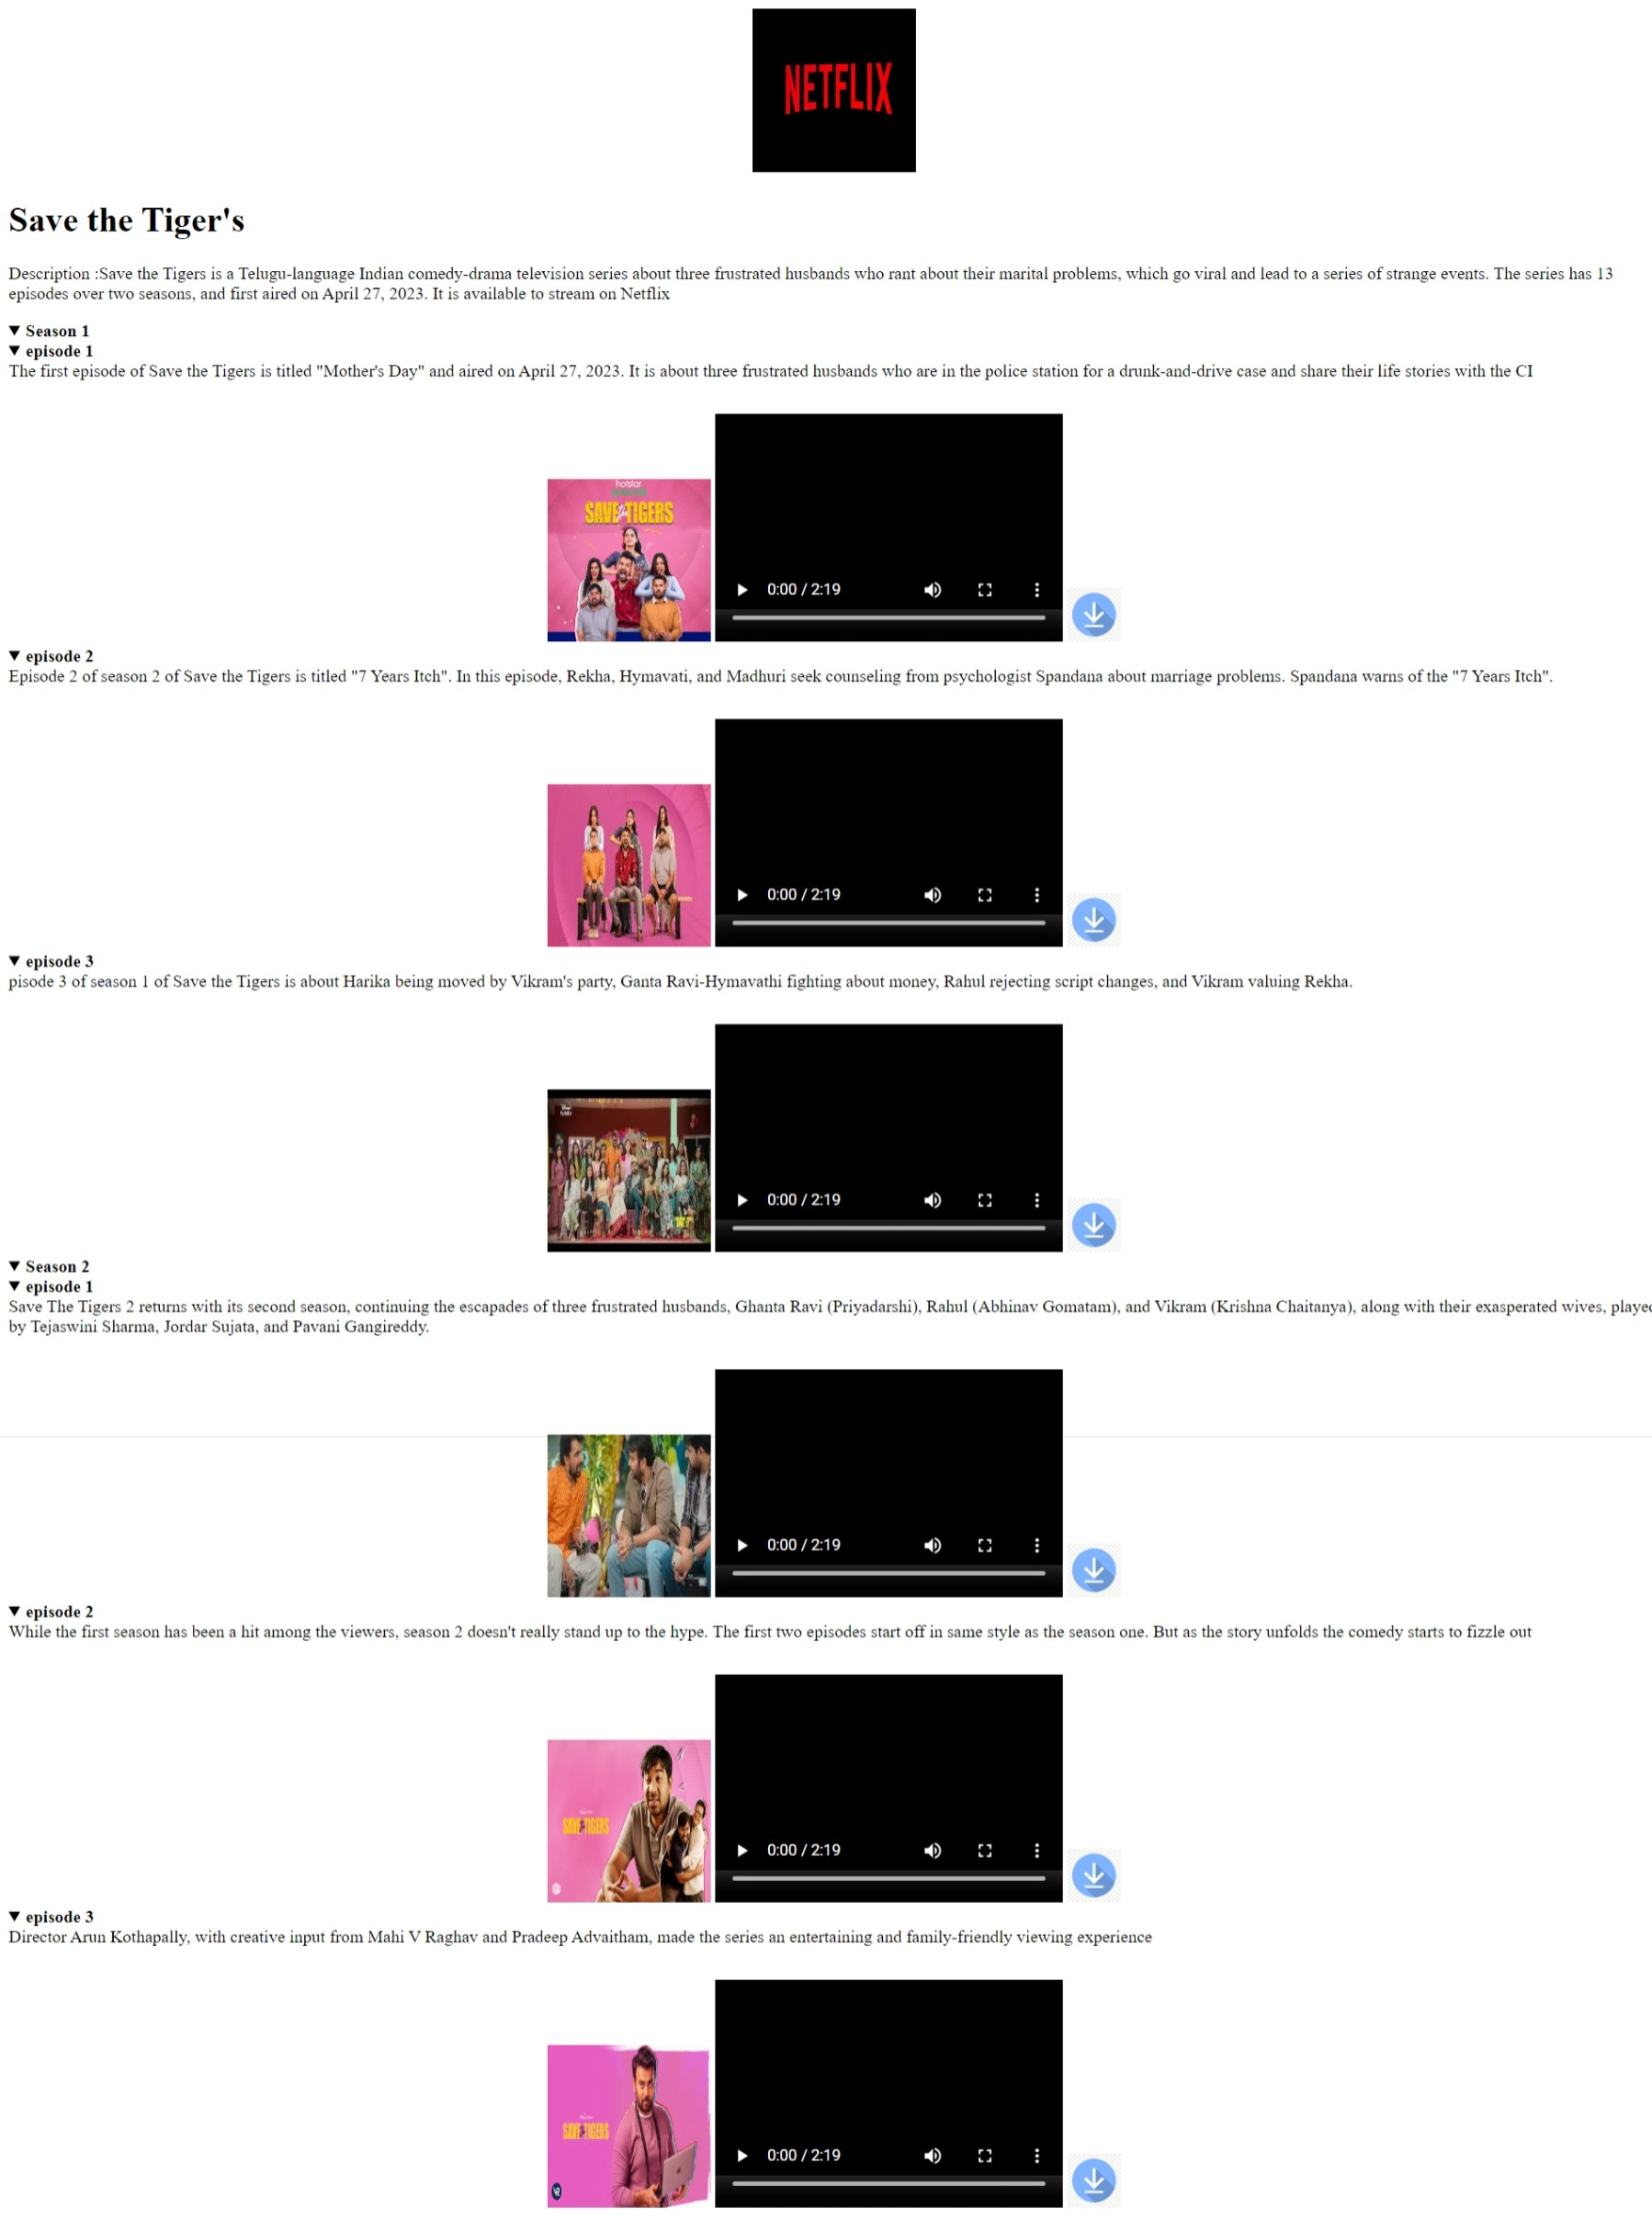 NETFLIX
Save the Tiger's
Description :Save the Tigers is a Telugu-language Indian comedy-drama television series about three frustrated husbands who rant about their marital problems, which go viral and lead to a series of strange events. The series has 13
episodes over two seasons, and first aired on April 27, 2023. It is available to stream on Netflix
▼ Season 1
▼ episode 1
The first episode of Save the Tigers is titled "Mother's Day" and aired on April 27, 2023. It is about three frustrated husbands who are in the police station for a drunk-and-drive case and share their life stories with the CI
hotstar
SAVE The TIGERS
0:00 / 2:19
▼ episode 2
Episode 2 of season 2 of Save the Tigers is titled "7 Years Itch". In this episode, Rekha, Hymavati, and Madhuri seek counseling from psychologist Spandana about marriage problems. Spandana warns of the "7 Years Itch".
0:00 / 2:19
▼ episode 3
pisode 3 of season 1 of Save the Tigers is about Harika being moved by Vikram's party, Ganta Ravi-Hymavathi fighting about money, Rahul rejecting script changes, and Vikram valuing Rekha.
0:00 / 2:19
▼ Season 2
▼ episode 1
Save The Tigers 2 returns with its second season, continuing the escapades of three frustrated husbands, Ghanta Ravi (Priyadarshi), Rahul (Abhinav Gomatam), and Vikram (Krishna Chaitanya), along with their exasperated wives, played
by Tejaswini Sharma, Jordar Sujata, and Pavani Gangireddy.
0:00 / 2:19
▼ episode 2
While the first season has been a hit among the viewers, season 2 doesn't really stand up to the hype. The first two episodes start off in same style as the season one. But as the story unfolds the comedy starts to fizzle out
SAVE TIGERS
0:00 / 2:19
▼ episode 3
Director Arun Kothapally, with creative input from Mahi V Raghav and Pradeep Advaitham, made the series an entertaining and family-friendly viewing experience
SAVE TIGERS
0:00 / 2:19